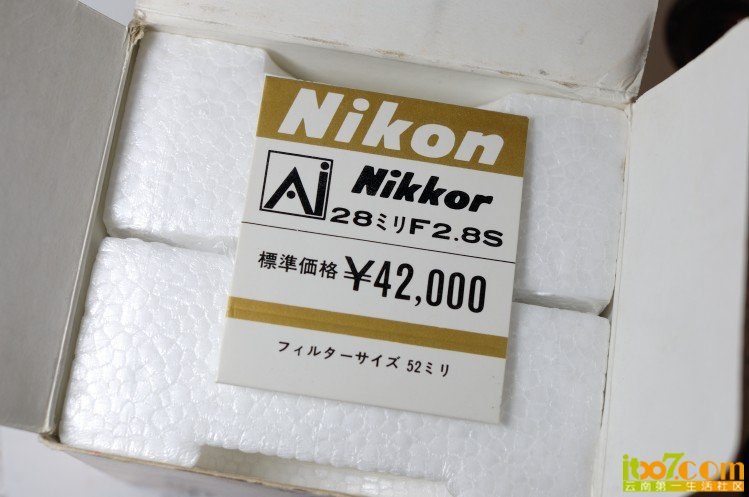 Nikon
Ai Nikkor
28ミリF2.8S
標準価格 ¥42,000
フィルターサイズ 52ミリ
itbo7.com
云南第一生活社区